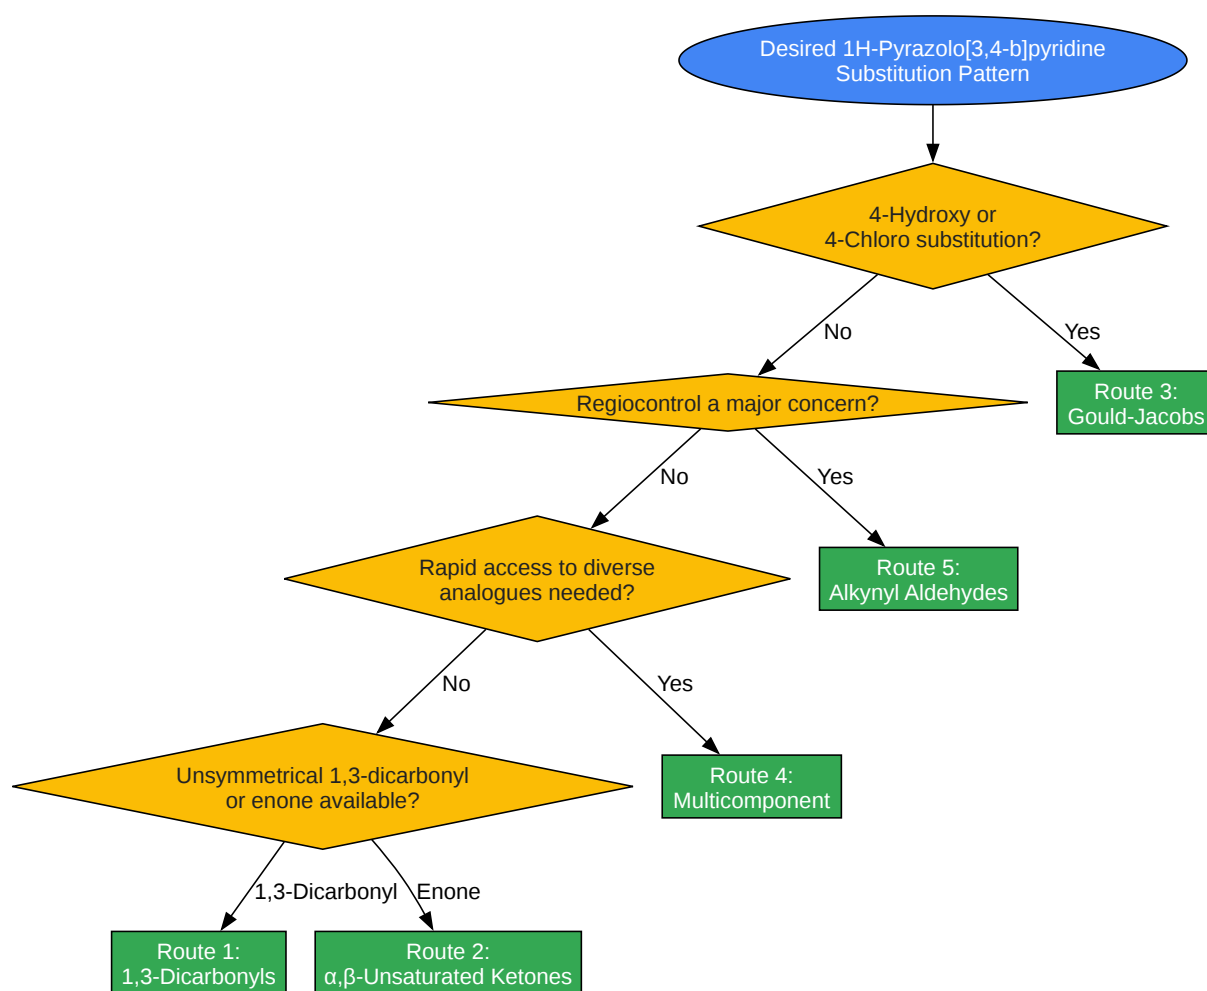 Desired 1H-Pyrazolo[3,4-b]pyridine
Substitution Pattern
4-Hydroxy or
4-Chloro substitution?
No
Yes
Route 3:
Gould-Jacobs
Regiocontrol a major concern?
No
Yes
Route 5:
Alkynyl Aldehydes
Rapid access to diverse
analogues needed?
No
Yes
Route 4:
Multicomponent
Unsymmetrical 1,3-dicarbonyl
or enone available?
1,3-Dicarbonyl
Enone
Route 1:
1,3-Dicarbonyls
Route 2:
α,β-Unsaturated Ketones